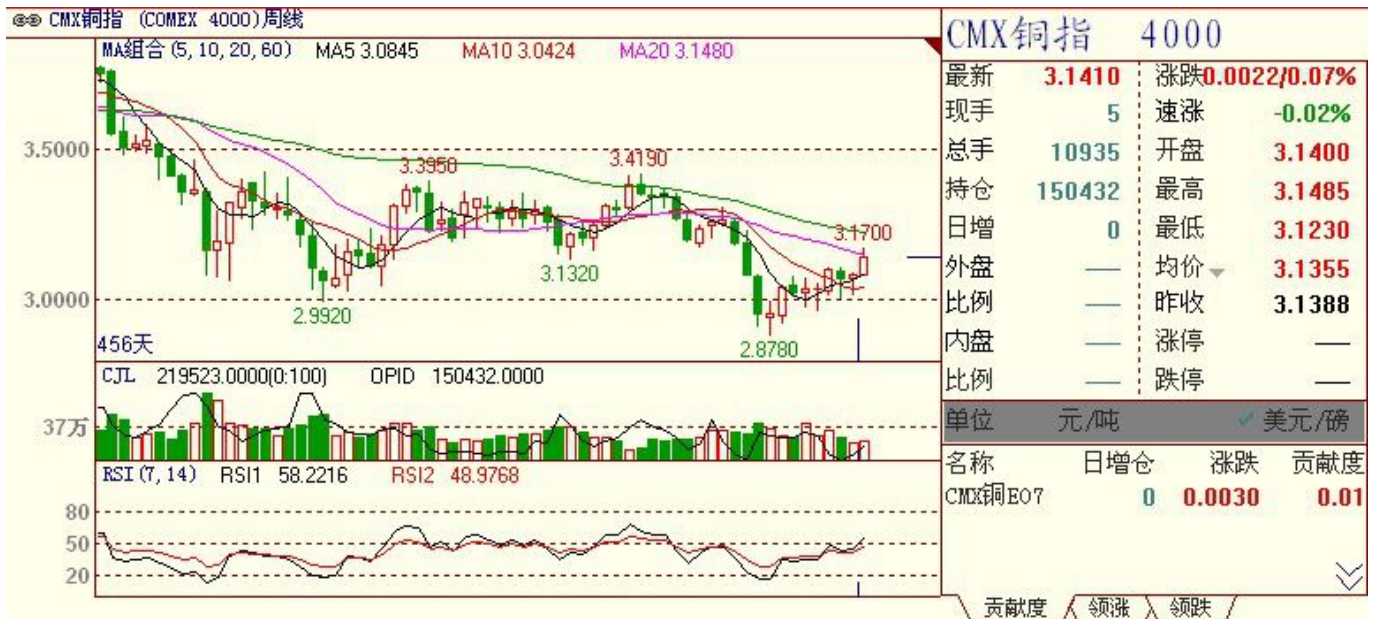 CMX铜指 (COMEX 4000)周线
MA组合(5,10,20,60) MA5 3.0845 MA10 3.0424 MA20 3.1480
3.5000
3.3950
3.4190
3.1700
3.1320
3.0000
2.9920
2.8780
456天
CJL 219523.0000(0:100) OPID 150432.0000
37万
RSI(7,14) RSI1 58.2216 RSI2 48.9768
80
50
20
CMX铜指 4000
最新 3.1410 涨跌0.0022/0.07%
现手 5 速涨 -0.02%
总手 10935 开盘 3.1400
持仓 150432 最高 3.1485
日增 0 最低 3.1230
外盘 — 均价 3.1355
比例 — 昨收 3.1388
内盘 — 涨停 —
比例 — 跌停 —
单位 元/吨 美元/磅
名称 日增仓 涨跌 贡献度
CMX铜E07 0 0.0030 0.01
贡献度 领涨 领跌